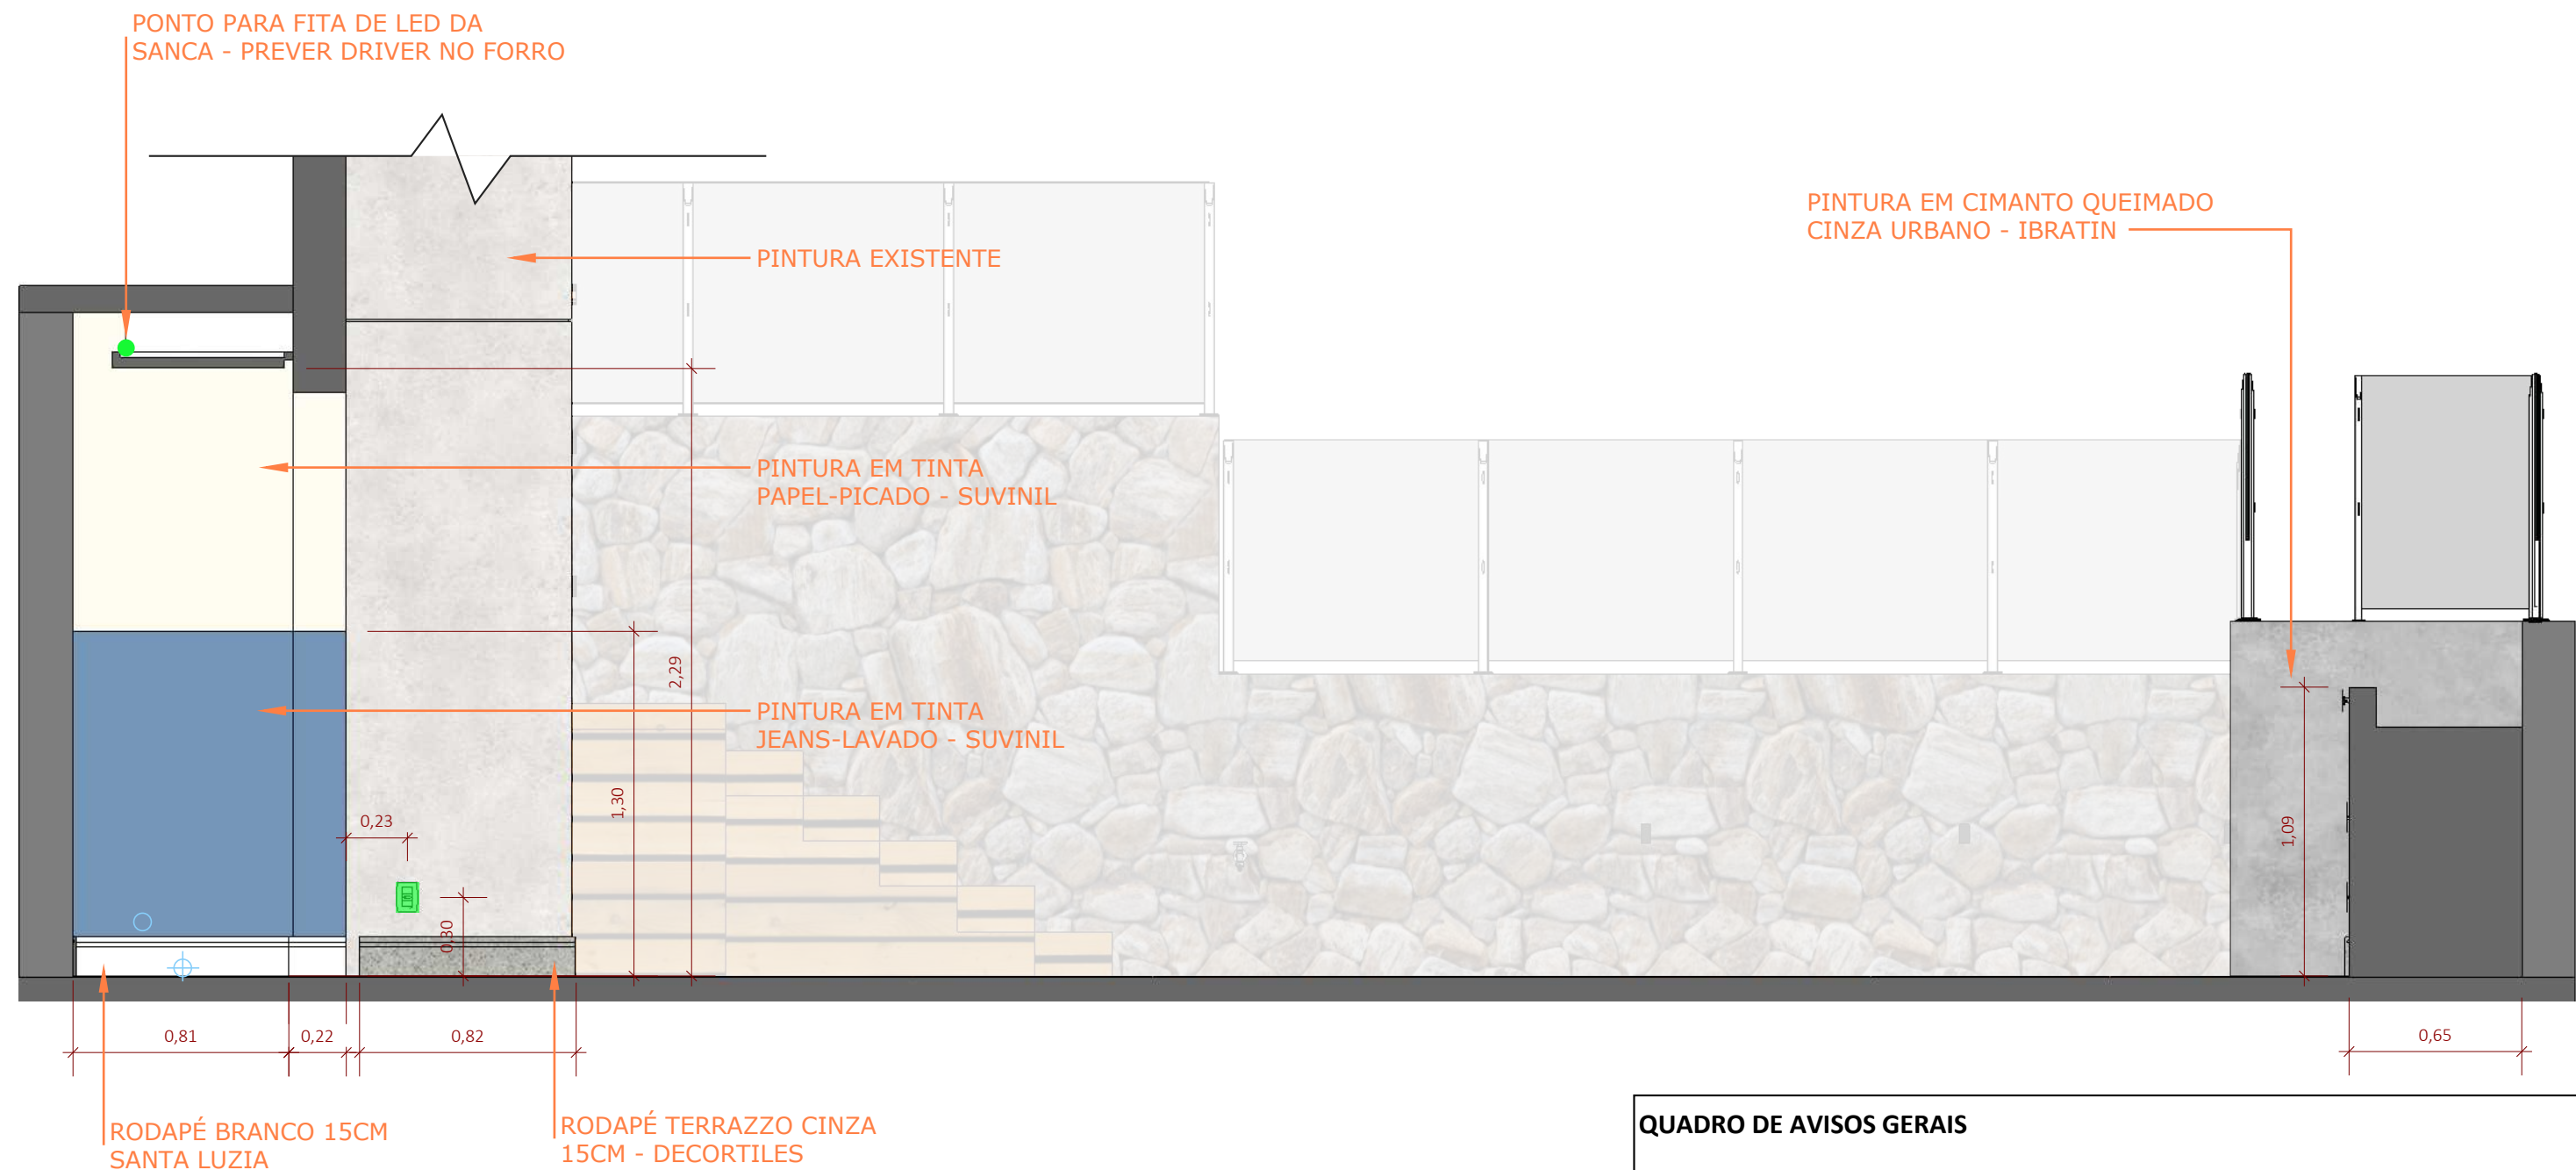 PONTO PARA FITA DE LED DA
SANCA - PREVER DRIVER NO FORRO
PINTURA EM CIMANTO QUEIMADO
CINZA URBANO - IBRATIN
PINTURA EXISTENTE
PINTURA EM TINTA
PAPEL-PICADO - SUVINIL
2,29
PINTURA EM TINTA
JEANS-LAVADO - SUVINIL
1,30
0,23
1,09
0,30
0,81
0,22
0,82
0,65
RODAPÉ BRANCO 15CM
SANTA LUZIA
RODAPÉ TERRAZZO CINZA
15CM - DECORTILES
QUADRO DE AVISOS GERAIS